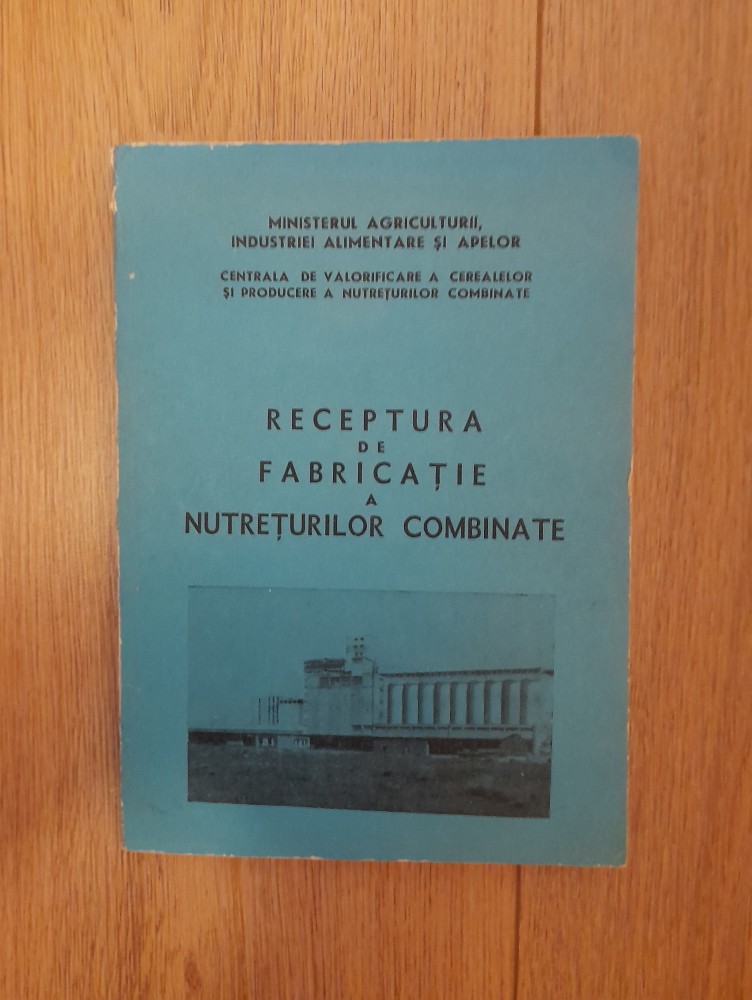 MINISTERUL AGRICULTURII,
INDUSTRIEI ALIMENTARE ȘI APELOR
CENTRALA DE VALORIFICARE A CEREALELOR
ȘI PRODUCERE A NUTREȚURILOR COMBINATE
RECEPTURA
DE
FABRICAȚIE
A
NUTREȚURILOR COMBINATE